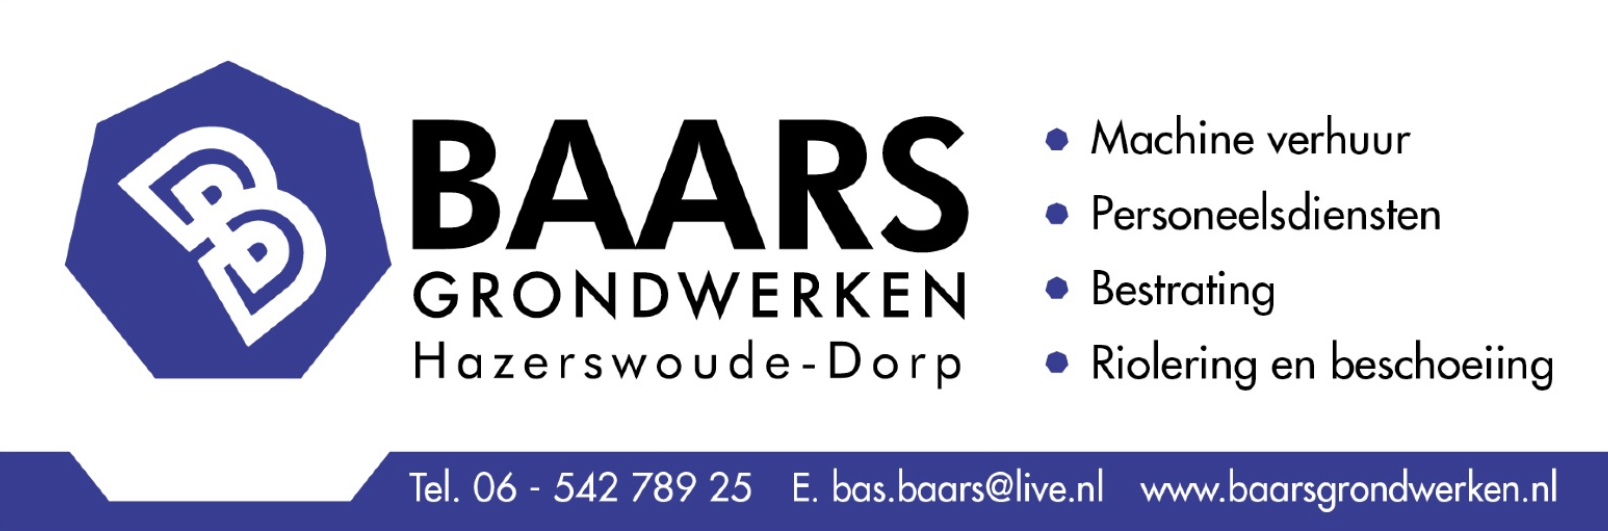 BB
BAARS
GRONDWERKEN
Hazerswoude-Dorp
Machine verhuur
Personeelsdiensten
Bestrating
Riolering en beschoeiing
Tel. 06 - 542 789 25 E. bas.baars@live.nl www.baarsgrondwerken.nl